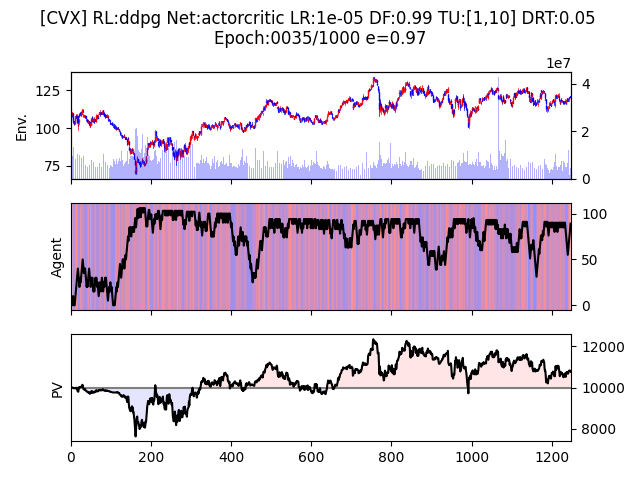 [CVX] RL:ddpg Net:actorcritic LR:1e-05 DF:0.99 TU:[1,10] DRT:0.05
Epoch:0035/1000 e=0.97
1e7
125
100
75
Env.
4
2
0
Agent
100
50
0
PV
12000
10000
8000
0 200 400 600 800 1000 1200